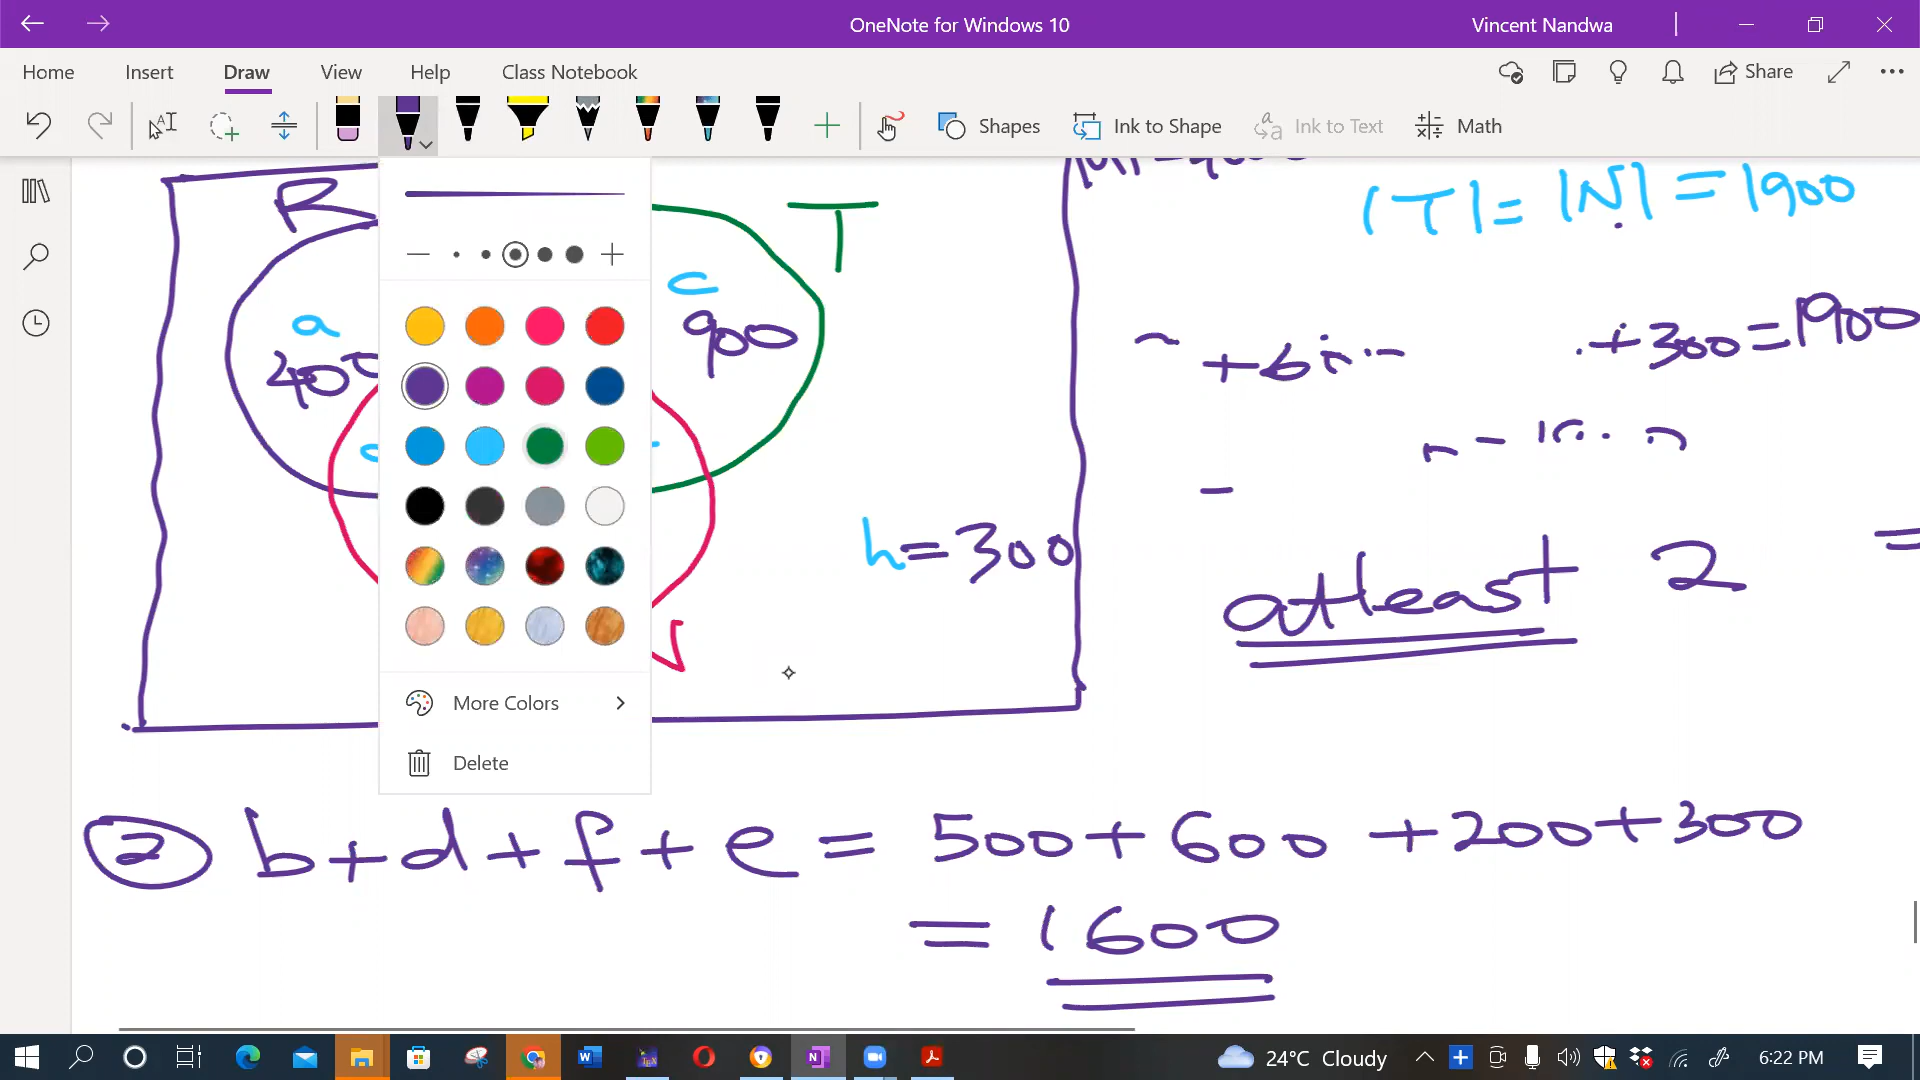 OneNote for Windows 10
Vincent Nandwa
Home Insert Draw View Help Class Notebook
Share
Shapes Ink to Shape Ink to Text Math
R
T
|T| = |N| = 1900
a
c
400
900
+300=1900
h=300
atleast 2
More Colors
Delete
② b+d+f+e = 500+600+200+300
= 1600
24°C Cloudy
6:22 PM